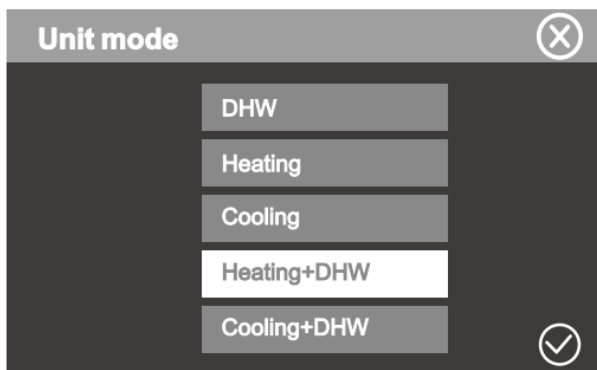 Unit mode
DHW
Heating
Cooling
Heating+DHW
Cooling+DHW